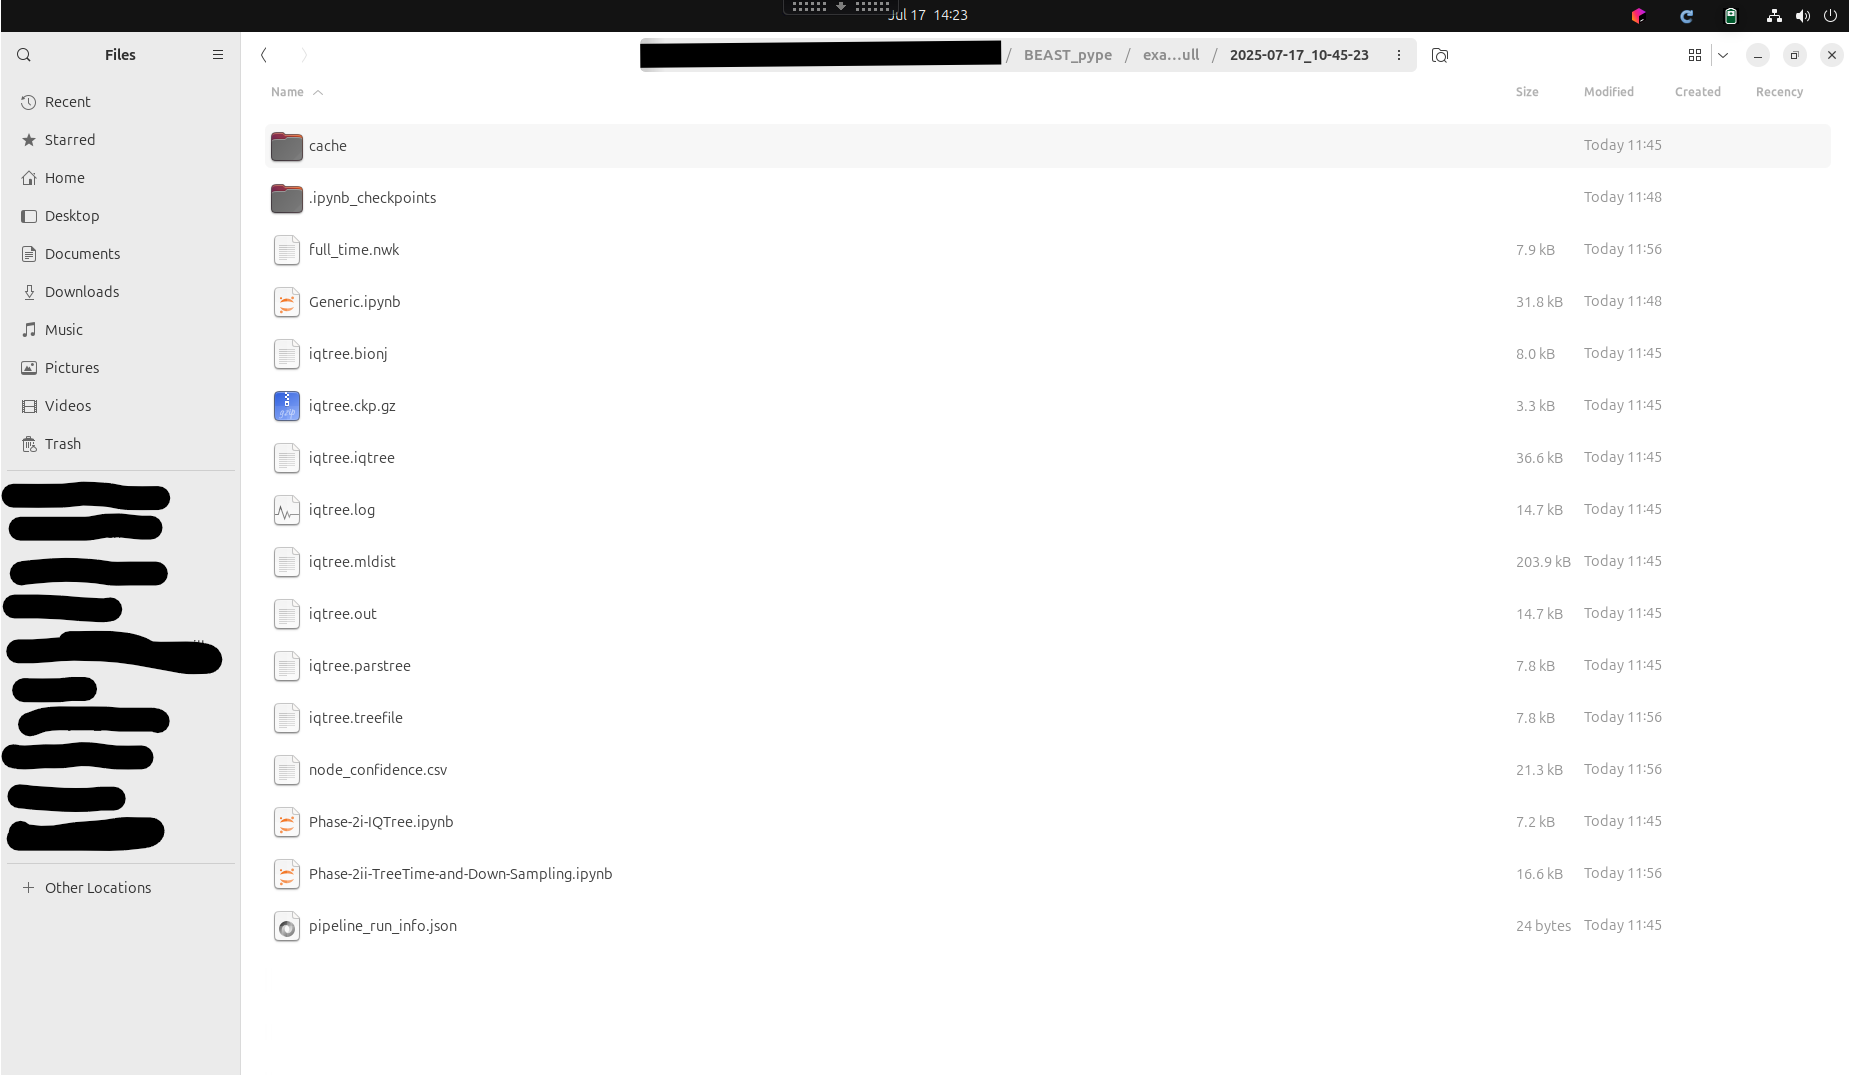 Jul 17 14:23
Files
/ BEAST_pype / exa...ull / 2025-07-17_10-45-23
Name Size Modified Created Recency
Recent
Starred
Home
Desktop
Documents
Downloads
Music
Pictures
Videos
Trash
Other Locations
cache Today 11:45
.ipynb_checkpoints Today 11:48
full_time.nwk 7.9 kB Today 11:56
Generic.ipynb 31.8 kB Today 11:48
iqtree.bionj 8.0 kB Today 11:45
iqtree.ckp.gz 3.3 kB Today 11:45
iqtree.iqtree 36.6 kB Today 11:45
iqtree.log 14.7 kB Today 11:45
iqtree.mldist 203.9 kB Today 11:45
iqtree.out 14.7 kB Today 11:45
iqtree.parstree 7.8 kB Today 11:45
iqtree.treefile 7.8 kB Today 11:56
node_confidence.csv 21.3 kB Today 11:56
Phase-2i-IQTree.ipynb 7.2 kB Today 11:45
Phase-2ii-TreeTime-and-Down-Sampling.ipynb 16.6 kB Today 11:56
pipeline_run_info.json 24 bytes Today 11:45